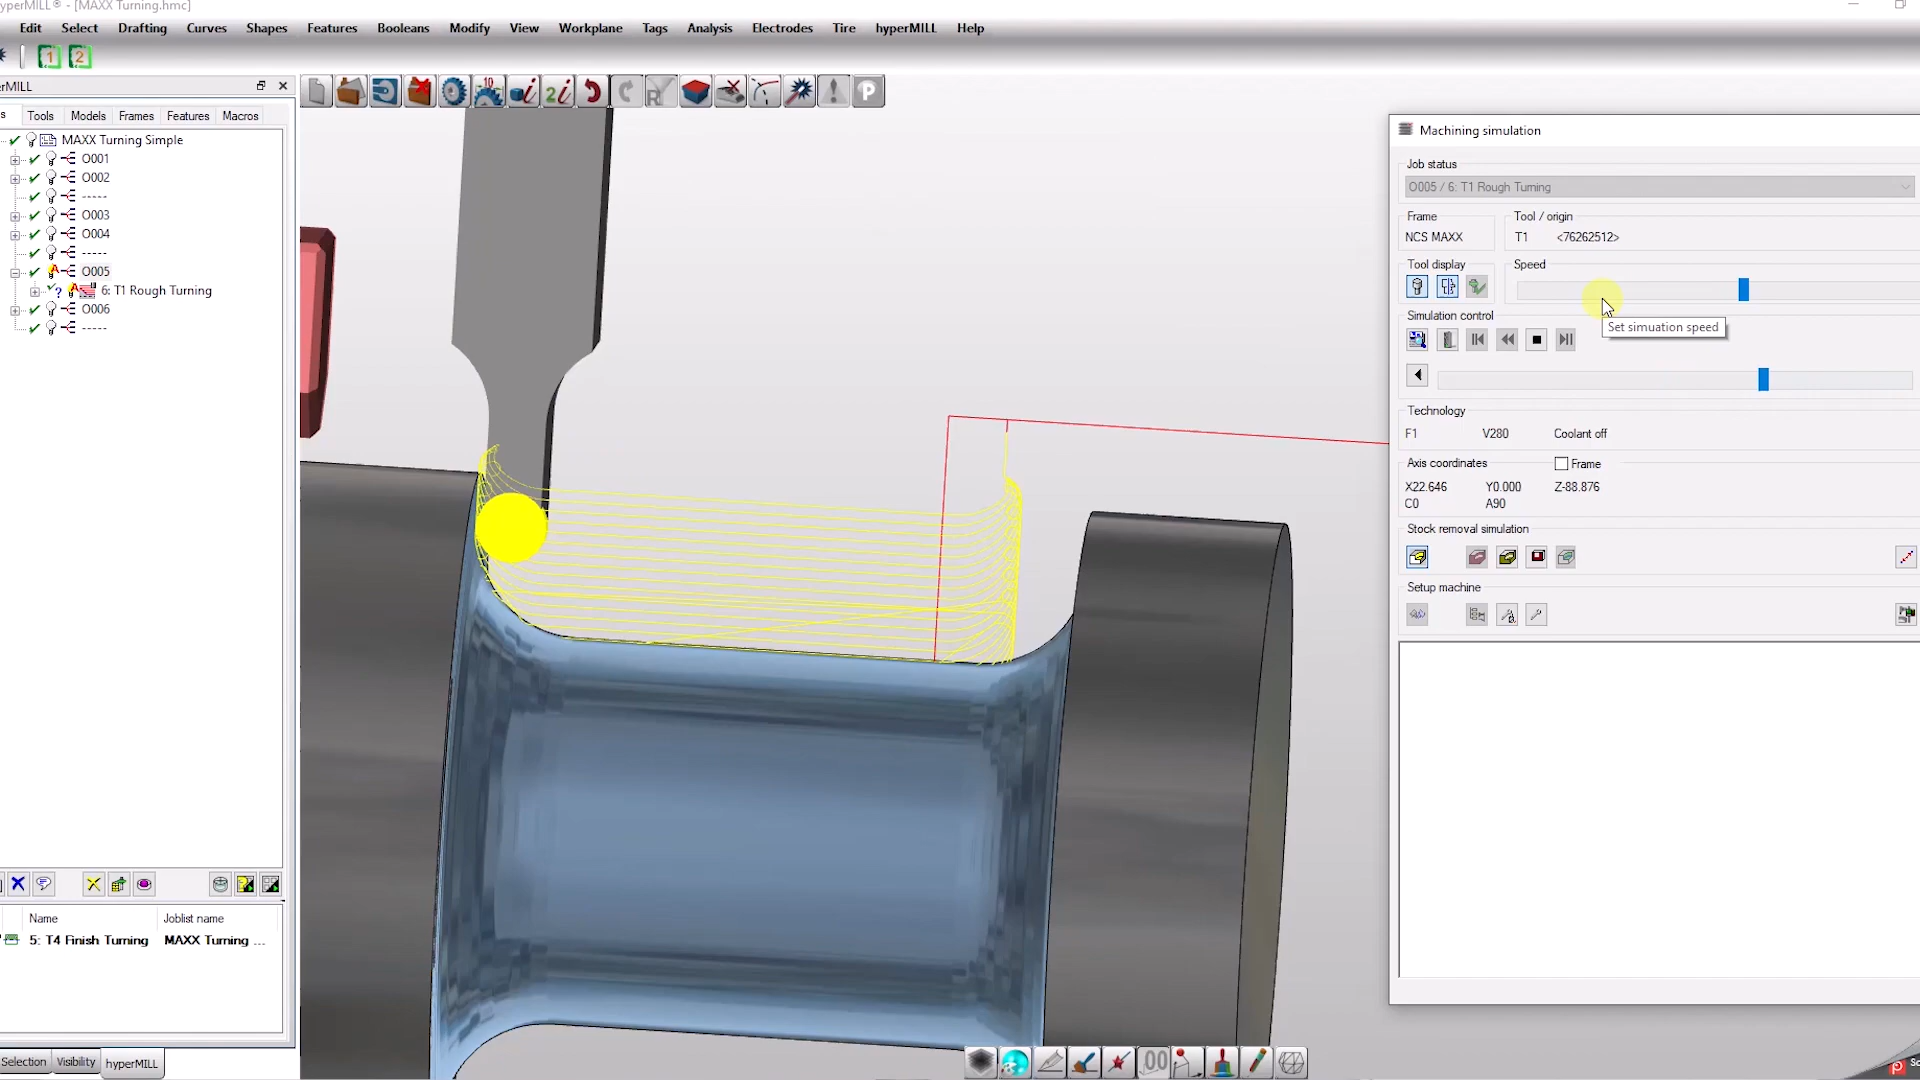 yperMILL® - [MAXX Turning.hmc]
Edit Select Drafting Curves Shapes Features Booleans Modify View Workplane Tags Analysis Electrodes Tire hyperMILL Help
1 2
erMILL
s Tools Models Frames Features Macros
MAXX Turning Simple
O001
O002
-----
O003
O004
-----
O005
6: T1 Rough Turning
O006
-----
Name Joblist name
5: T4 Finish Turning MAXX Turning ...
Selection Visibility hyperMILL
Machining simulation
Job status
O005 / 6: T1 Rough Turning
Frame Tool / origin
NCS MAXX T1 <76262512>
Tool display Speed
Set simuation speed
Simulation control
Technology
F1 V280 Coolant off
Axis coordinates Frame
X22.646 Y0.000 Z-88.876
C0 A90
Stock removal simulation
Setup machine